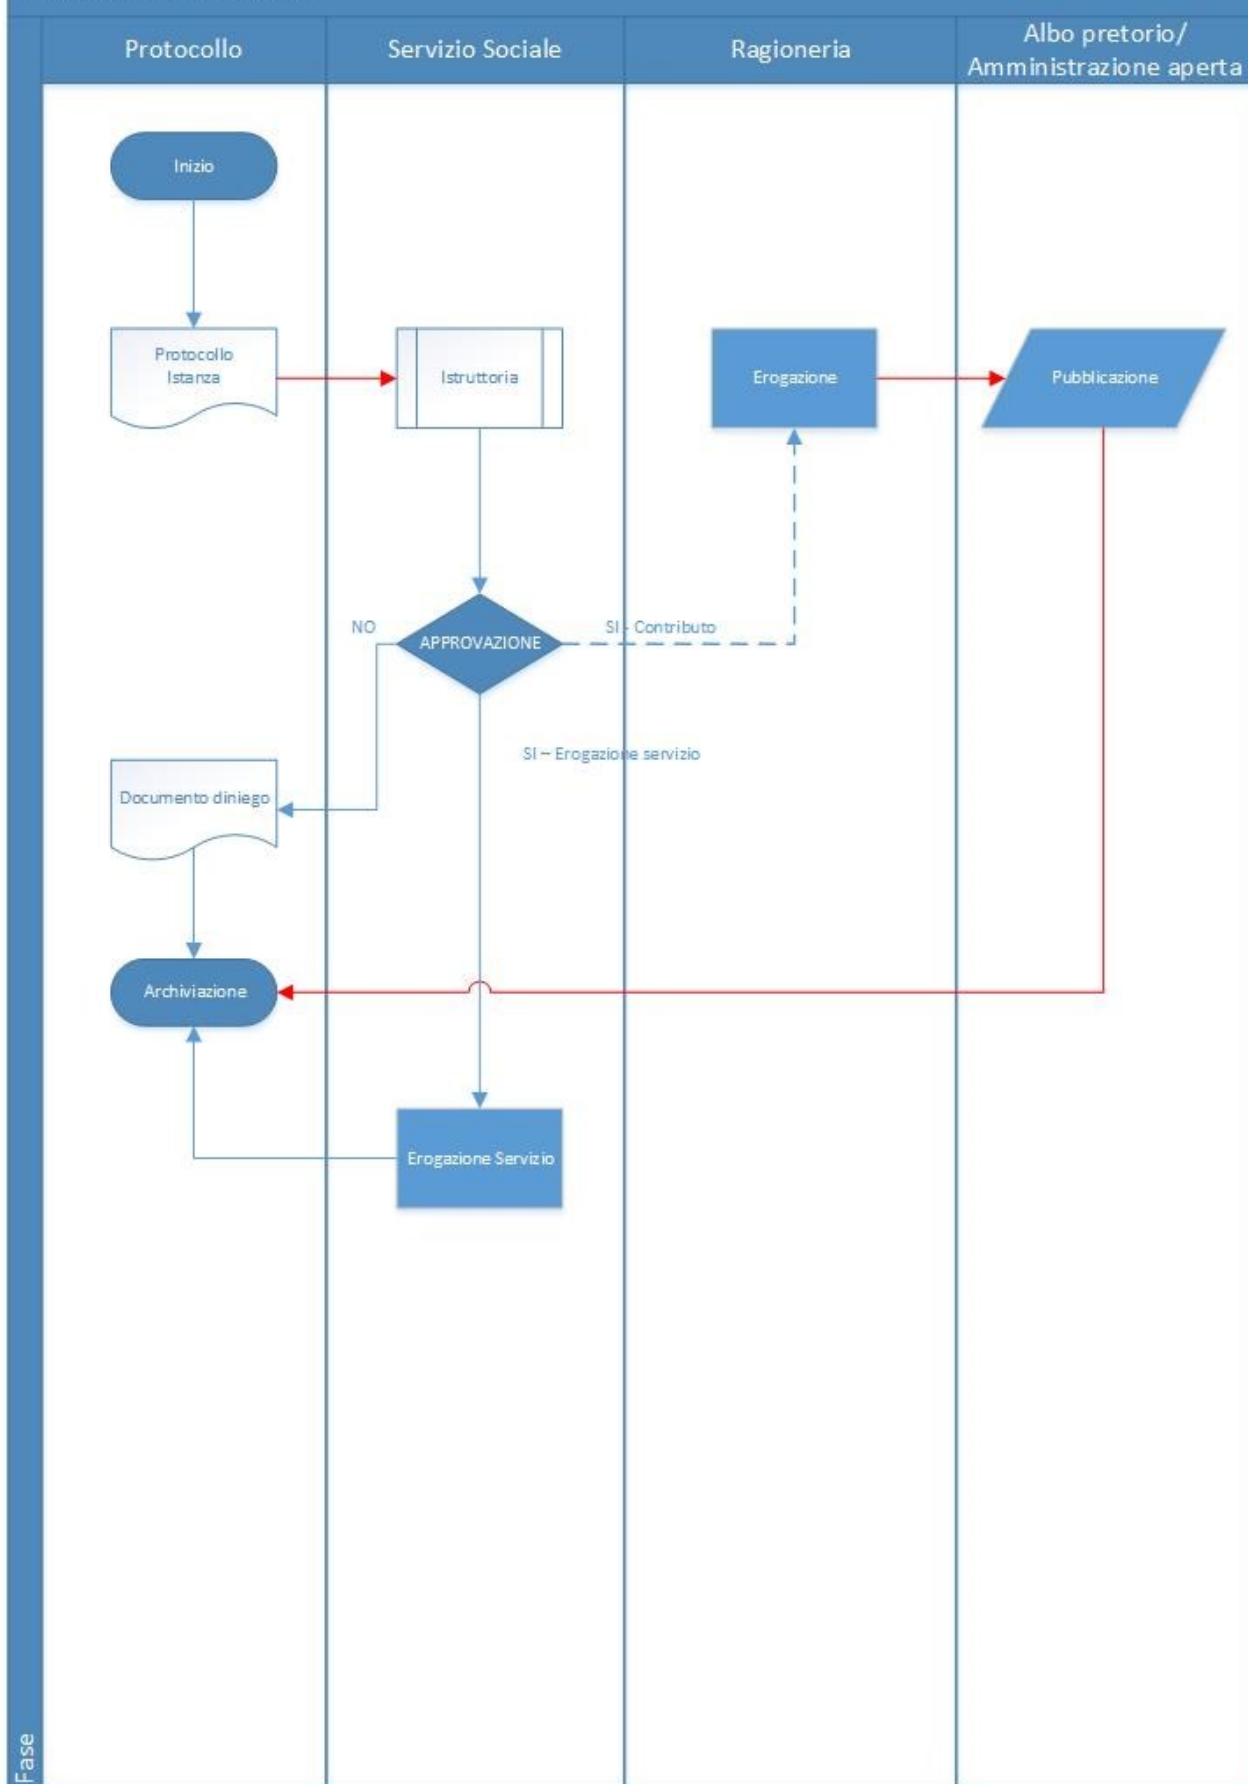 Protocollo
Servizio Sociale
Ragioneria
Albo pretorio/
Amministrazione aperta
Inizio
Protocollo
Istanza
Istruttoria
Erogazione
Pubblicazione
NO
APPROVAZIONE
SI - Contributo
SI – Erogazione servizio
Documento diniego
Archiviazione
Erogazione Servizio
Fase